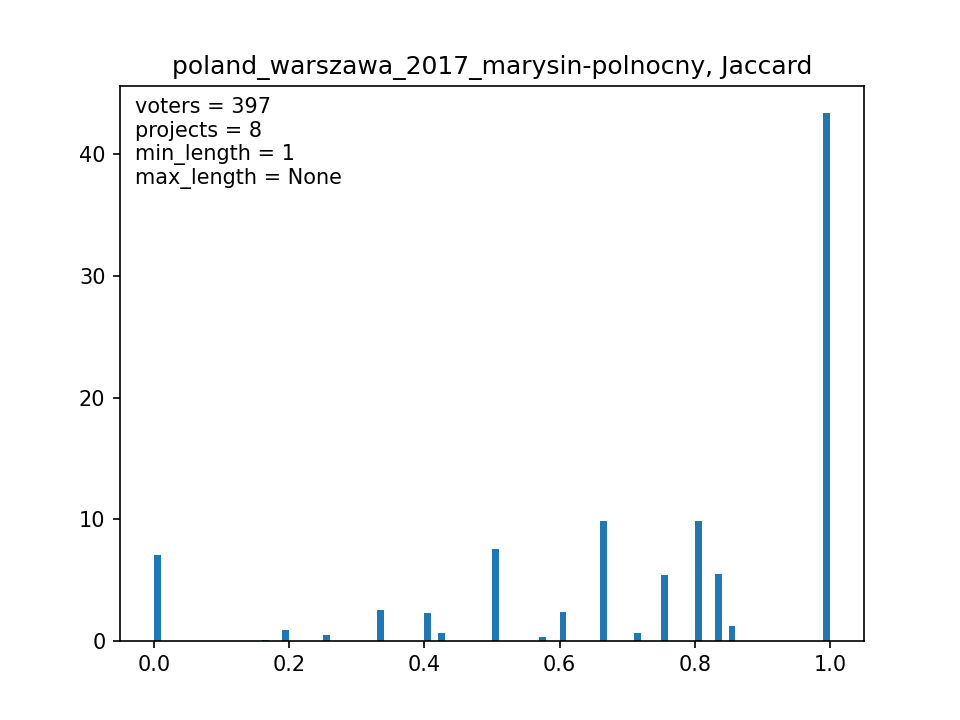 poland_warszawa_2017_marysin-polnocny, Jaccard
voters = 397
projects = 8
min_length = 1
max_length = None
40
30
20
10
0
0.0 0.2 0.4 0.6 0.8 1.0